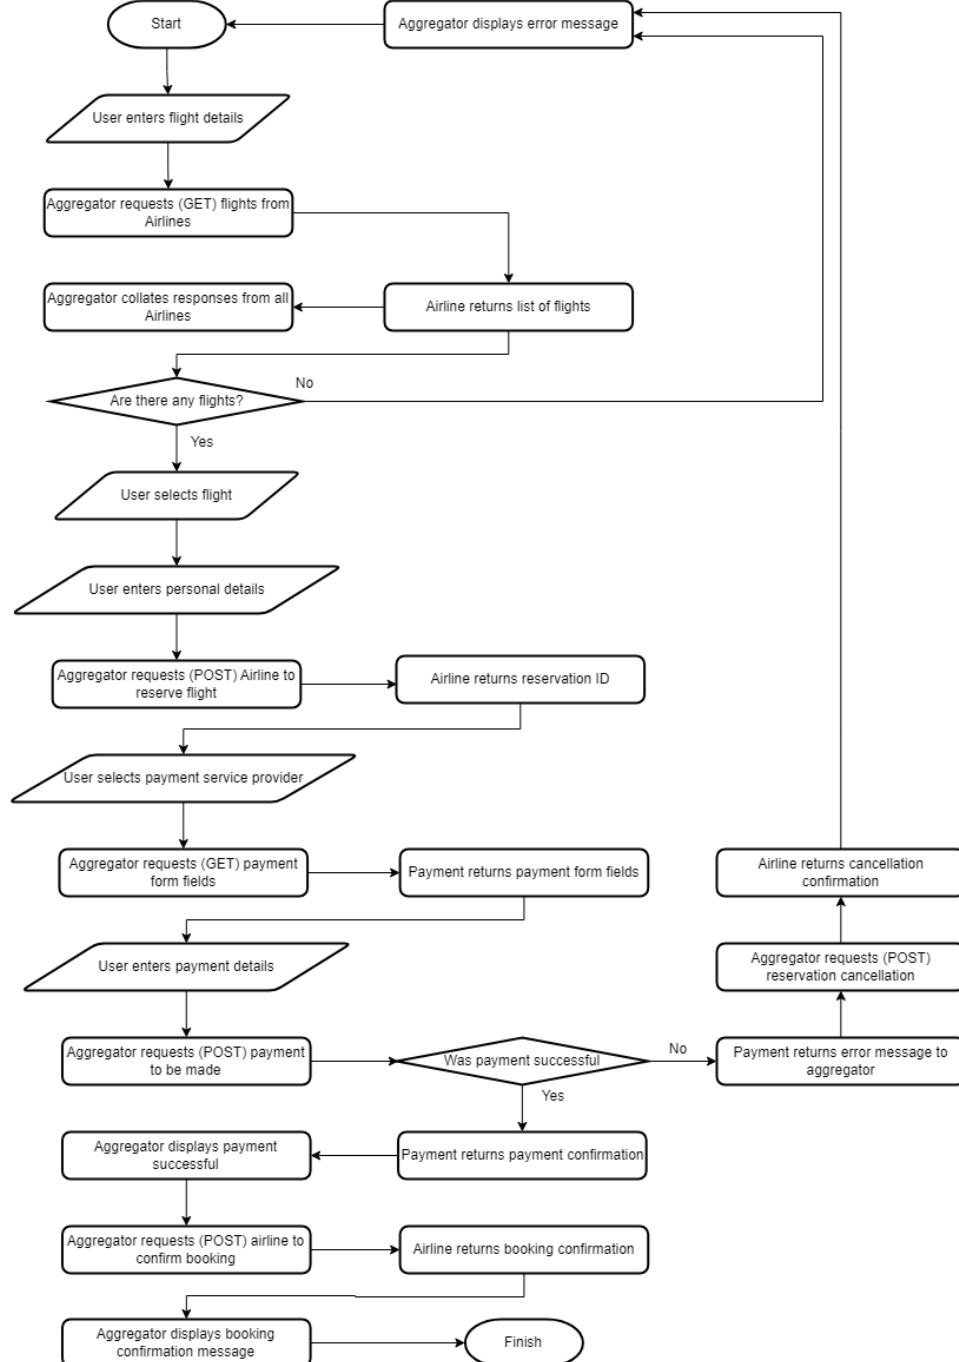 Start
Aggregator displays error message
User enters flight details
Aggregator requests (GET) flights from
Airlines
Aggregator collates responses from all
Airlines
Airline returns list of flights
Are there any flights?
No
Yes
User selects flight
User enters personal details
Aggregator requests (POST) Airline to
reserve flight
Airline returns reservation ID
User selects payment service provider
Aggregator requests (GET) payment
form fields
Payment returns payment form fields
Airline returns cancellation
confirmation
User enters payment details
Aggregator requests (POST)
reservation cancellation
Aggregator requests (POST) payment
to be made
Was payment successful
No
Payment returns error message to
aggregator
Yes
Aggregator displays payment
successful
Payment returns payment confirmation
Aggregator requests (POST) airline to
confirm booking
Airline returns booking confirmation
Aggregator displays booking
confirmation message
Finish